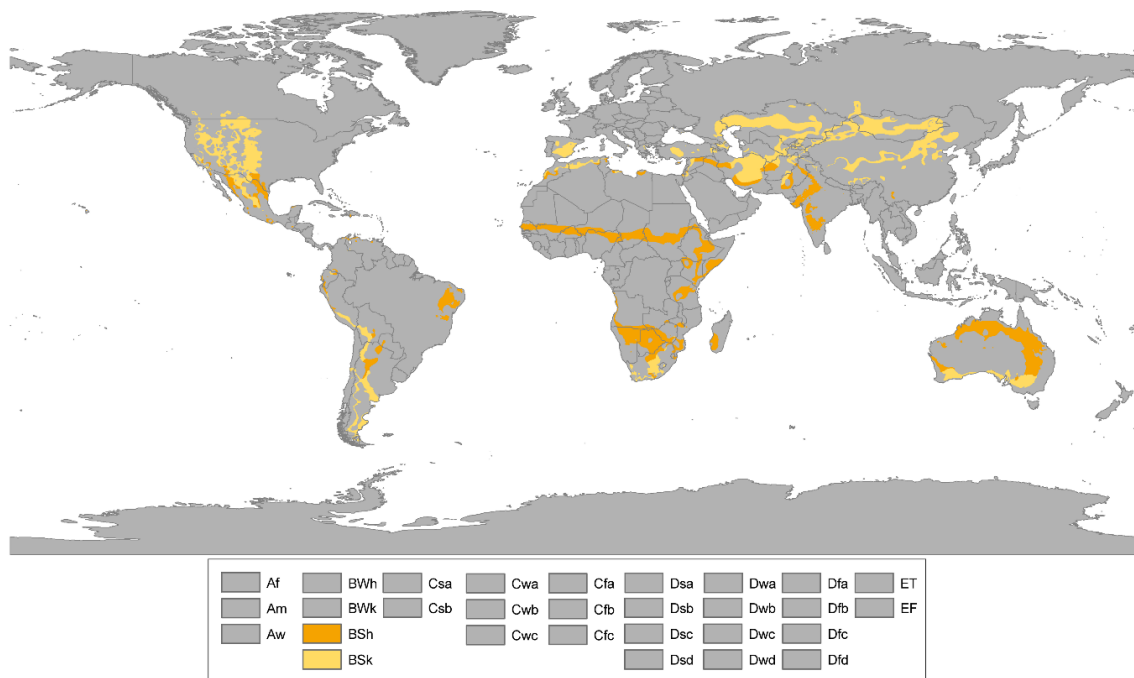 Af BWh Csa Cwa Cfa Dsa Dwa Dfa ET
Am BWk Csb Cwb Cfb Dsb Dwb Dfb EF
Aw BSh Cwc Cfc Dsc Dwc Dfc
BSk Dsd Dwd Dfd